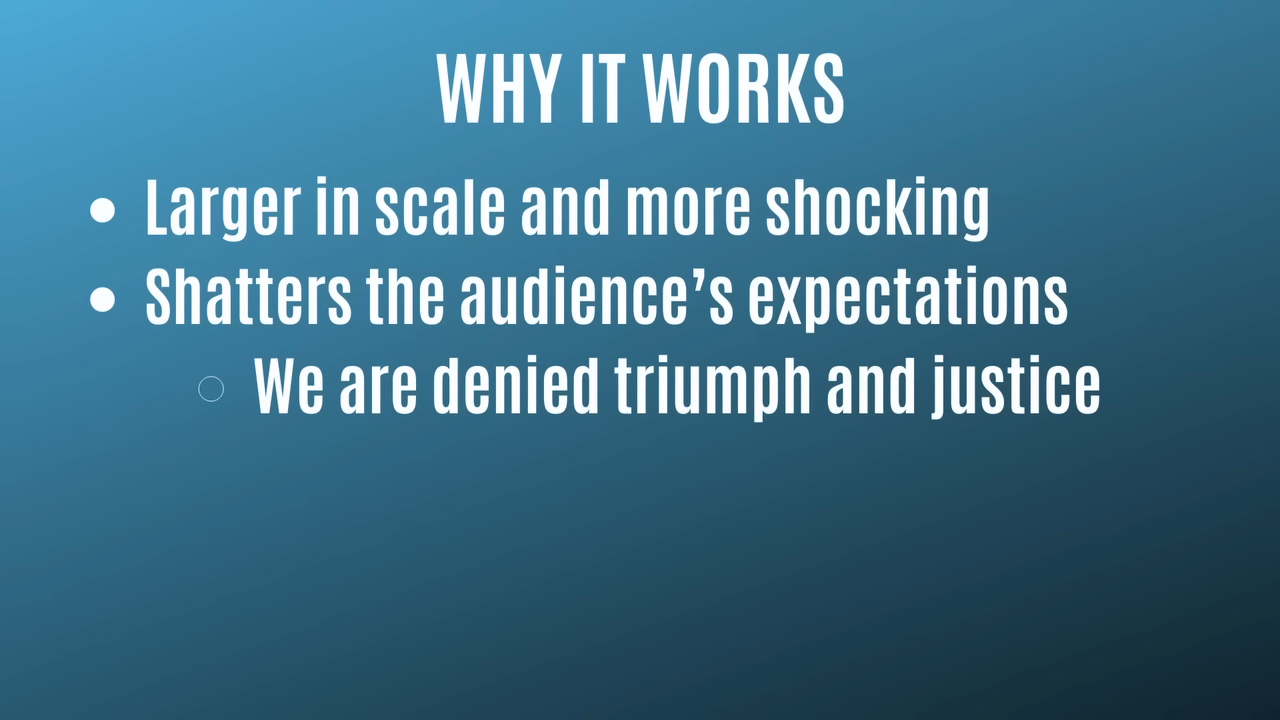 WHY IT WORKS
Larger in scale and more shocking
Shatters the audience’s expectations
We are denied triumph and justice